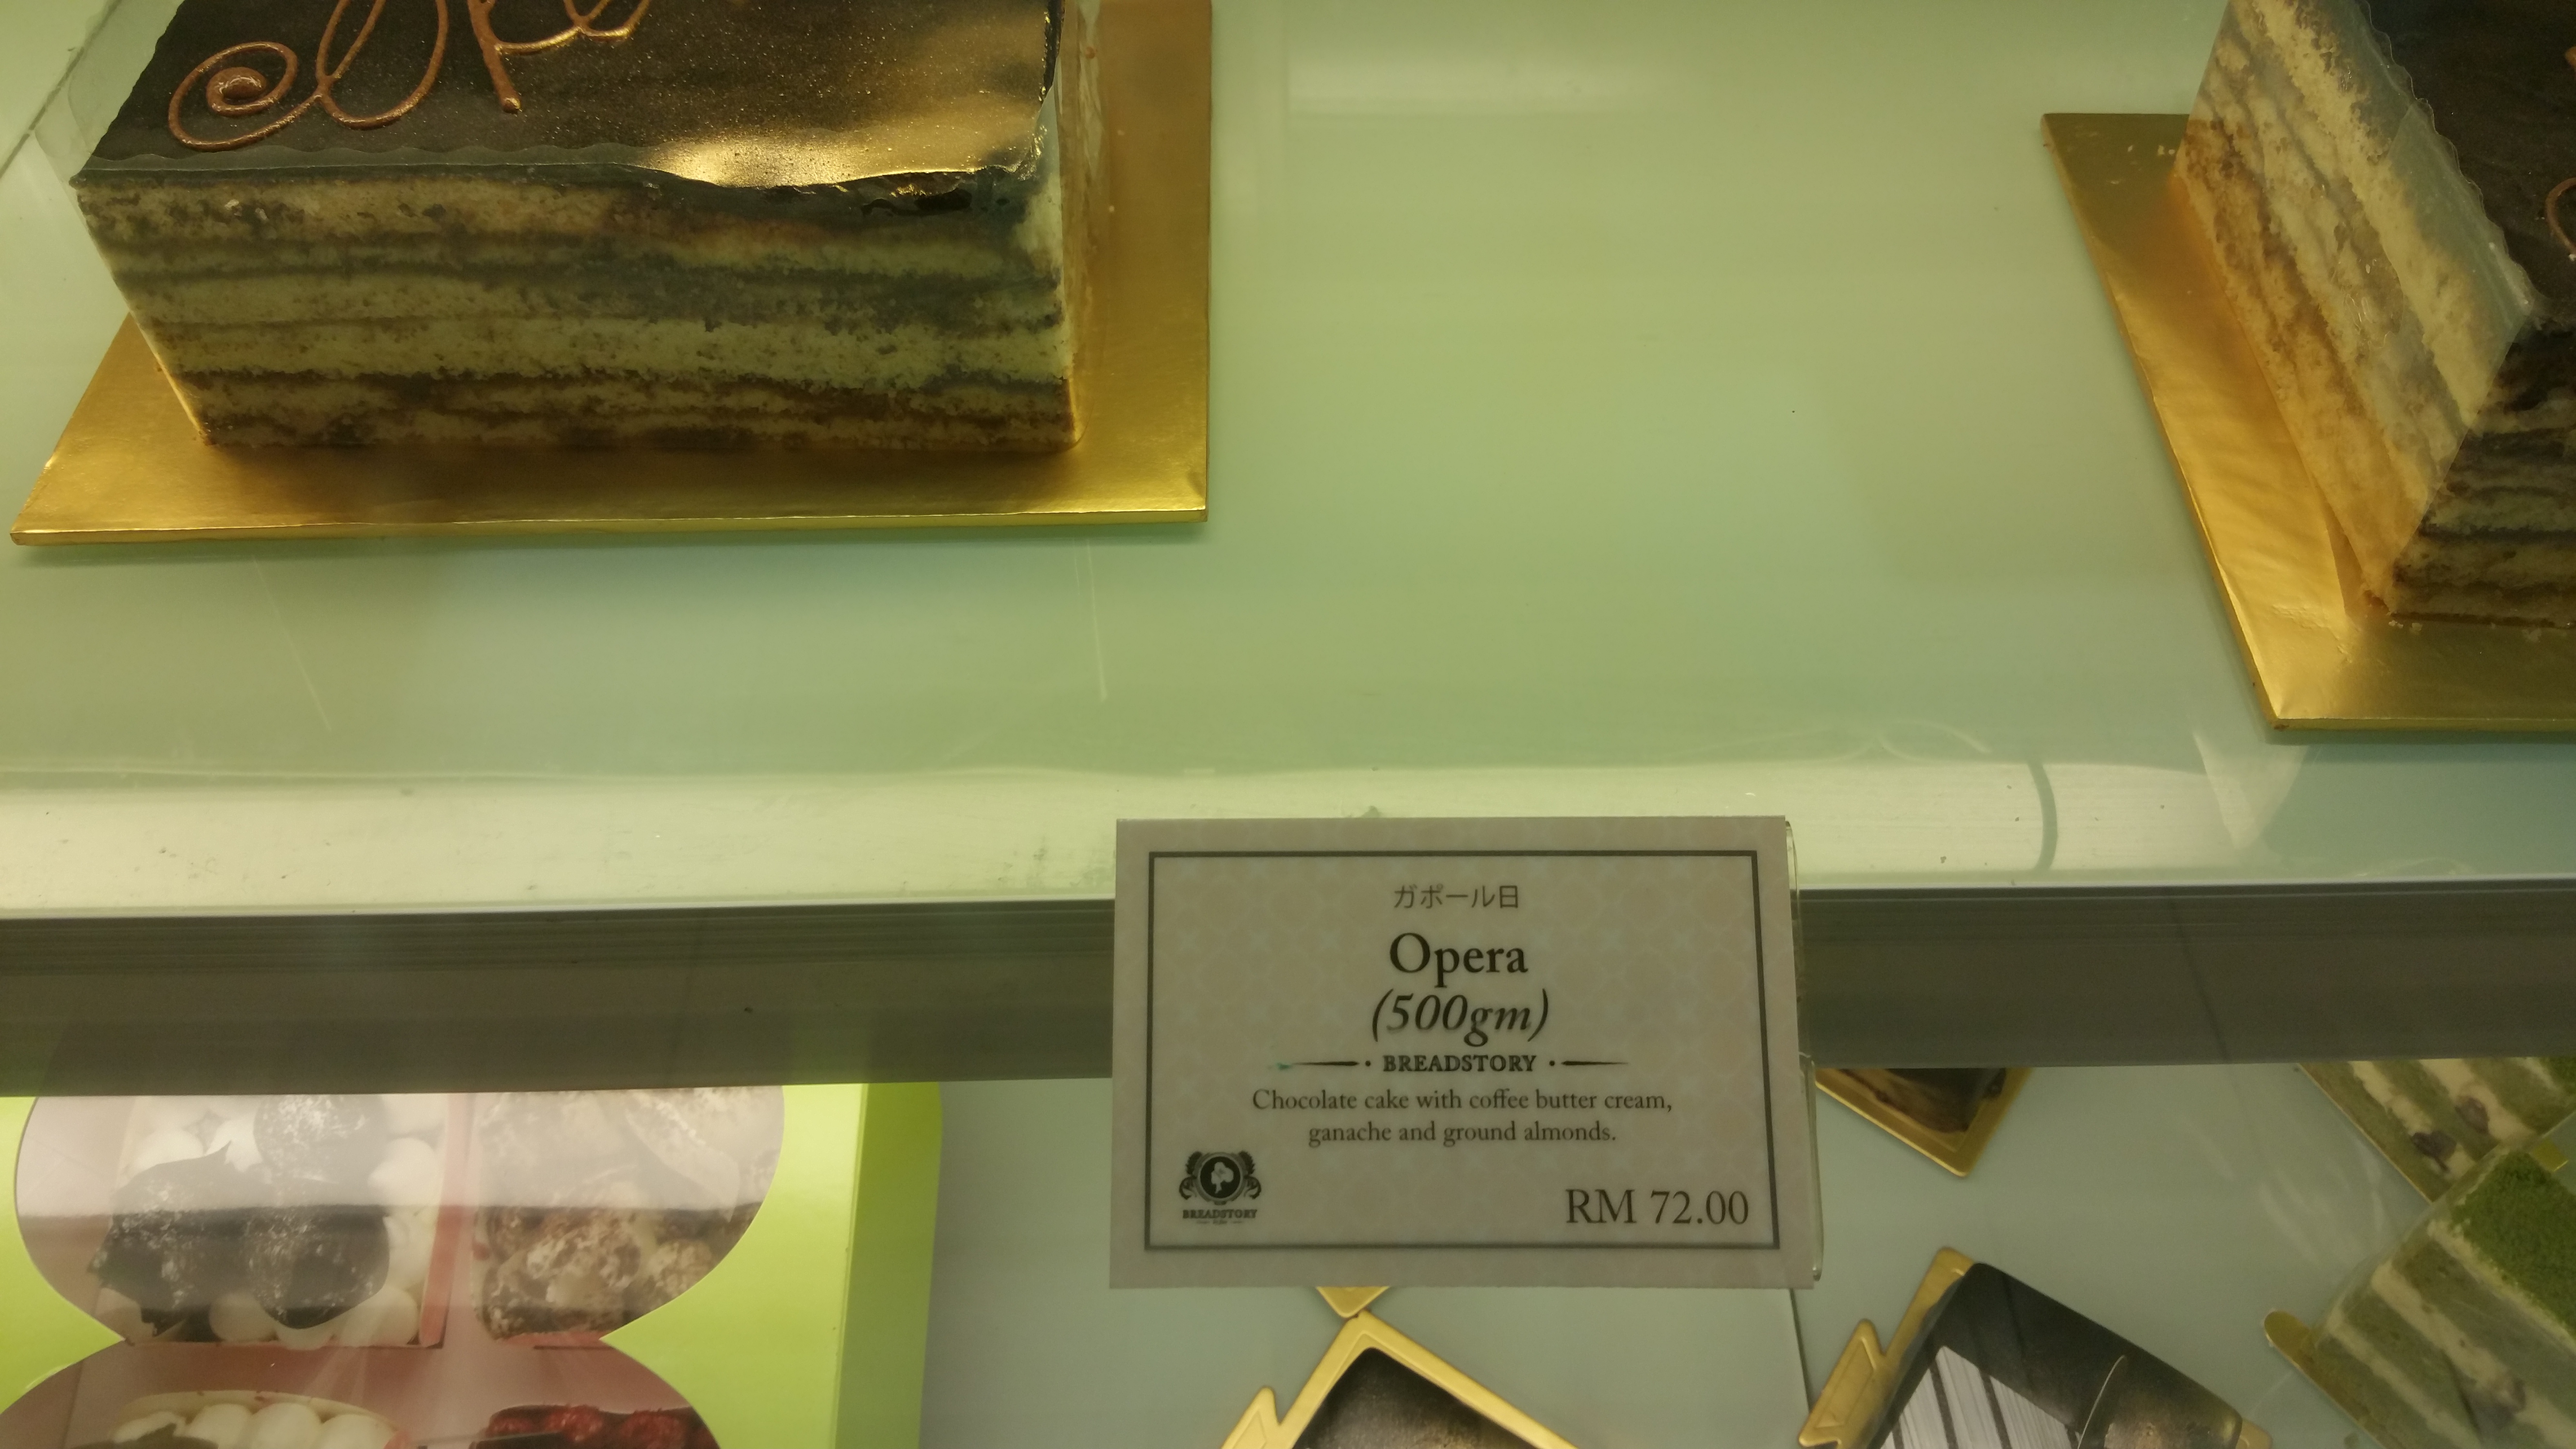 ガポール日
Opera
(500gm)
· BREADSTORY ·
Chocolate cake with coffee butter cream,
ganache and ground almonds.
BREADSTORY
RM 72.00